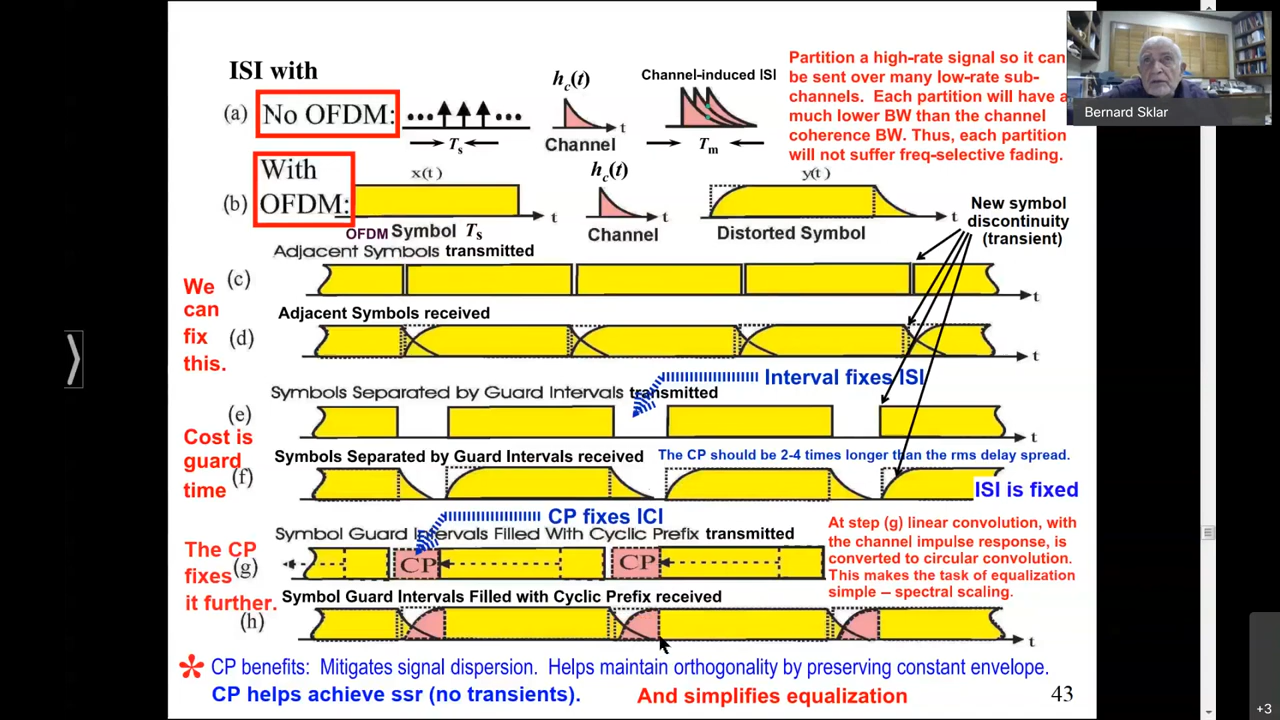 Bernard Sklar
ISI with
(a) No OFDM:
Ts
hc(t)
t
Channel
Channel-induced ISI
Tm
Partition a high-rate signal so it can
be sent over many low-rate sub-
channels. Each partition will have a
much lower BW than the channel
coherence BW. Thus, each partition
will not suffer freq-selective fading.
(b) With
OFDM:
x(t)
t
OFDM Symbol Ts
hc(t)
t
Channel
y(t)
t
Distorted Symbol
New symbol
discontinuity
(transient)
Adjacent Symbols transmitted
(c)
t
We
can
fix
this.
Adjacent Symbols received
(d)
t
Interval fixes ISI
Symbols Separated by Guard Intervals transmitted
(e)
t
Cost is
guard
time
Symbols Separated by Guard Intervals received
The CP should be 2-4 times longer than the rms delay spread.
(f)
ISI is fixed
CP fixes ICI
Symbol Guard Intervals Filled With Cyclic Prefix transmitted
The CP
fixes
it further.
(g)
CP
CP
At step (g) linear convolution, with
the channel impulse response, is
converted to circular convolution.
This makes the task of equalization
simple – spectral scaling.
Symbol Guard Intervals Filled with Cyclic Prefix received
(h)
t
* CP benefits: Mitigates signal dispersion. Helps maintain orthogonality by preserving constant envelope.
CP helps achieve ssr (no transients). And simplifies equalization
43
+3